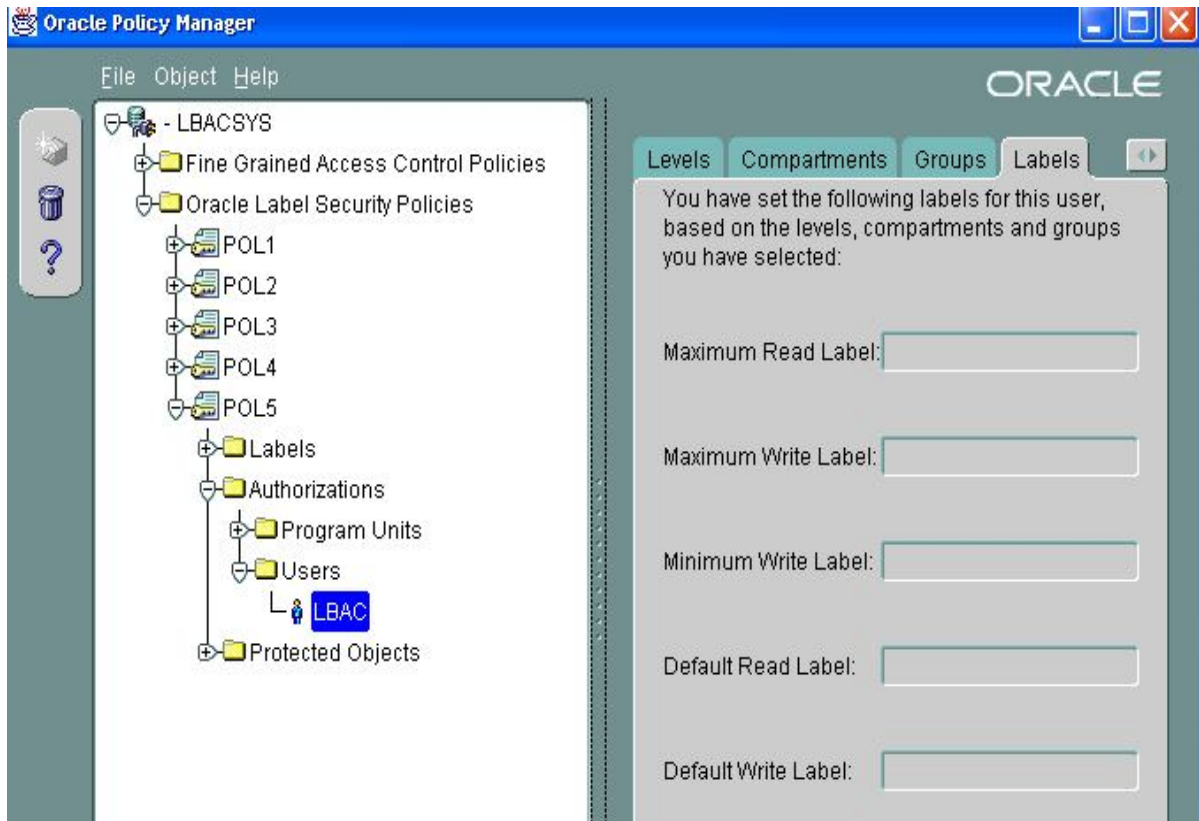 Oracle Policy Manager
File Object Help
ORACLE
- LBACSYS
Fine Grained Access Control Policies
Oracle Label Security Policies
POL1
POL2
POL3
POL4
POL5
Labels
Authorizations
Program Units
Users
LBAC
Protected Objects
Levels Compartments Groups Labels
You have set the following labels for this user,
based on the levels, compartments and groups
you have selected:
Maximum Read Label:
Maximum Write Label:
Minimum Write Label:
Default Read Label:
Default Write Label: